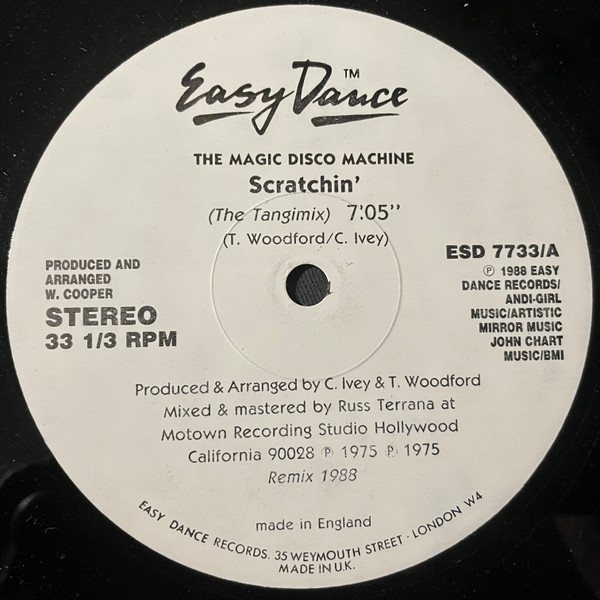 Easy Dance™
THE MAGIC DISCO MACHINE
Scratchin'
(The Tangimix) 7'05''
(T. Woodford/C. Ivey)
PRODUCED AND
ARRANGED
W. COOPER
STEREO
33 1/3 RPM
ESD 7733/A
℗ 1988 EASY
DANCE RECORDS/
ANDI-GIRL
MUSIC/ARTISTIC
MIRROR MUSIC
JOHN CHART
MUSIC/BMI
Produced & Arranged by C. Ivey & T. Woodford
Mixed & mastered by Russ Terrana at
Motown Recording Studio Hollywood
California 90028 ℗ 1975 ℗ 1975
Remix 1988
made in England
EASY DANCE RECORDS. 35 WEYMOUTH STREET · LONDON W4
MADE IN U.K.